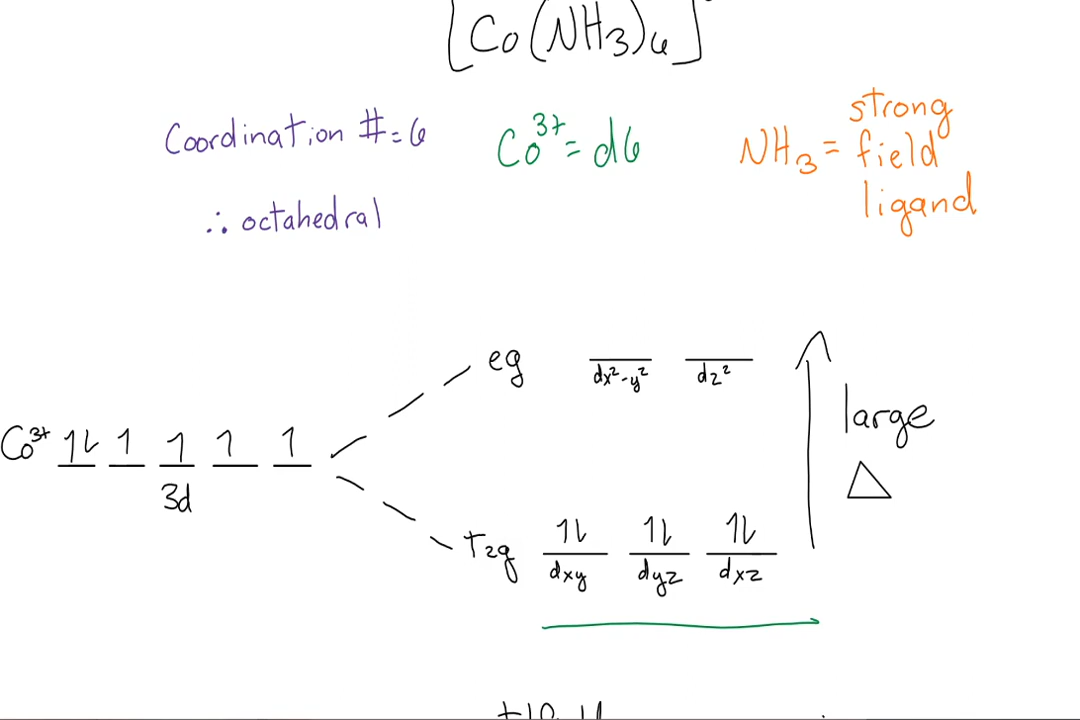 [Co(NH3)6]
Coordination #=6
∴ octahedral
Co3+ = d6
NH3 = strong
field
ligand
eg
dx²-y² dz²
large
Δ
Co3+ 1l 1 1 1 1
3d
t2g 1l 1l 1l
dxy dyz dxz